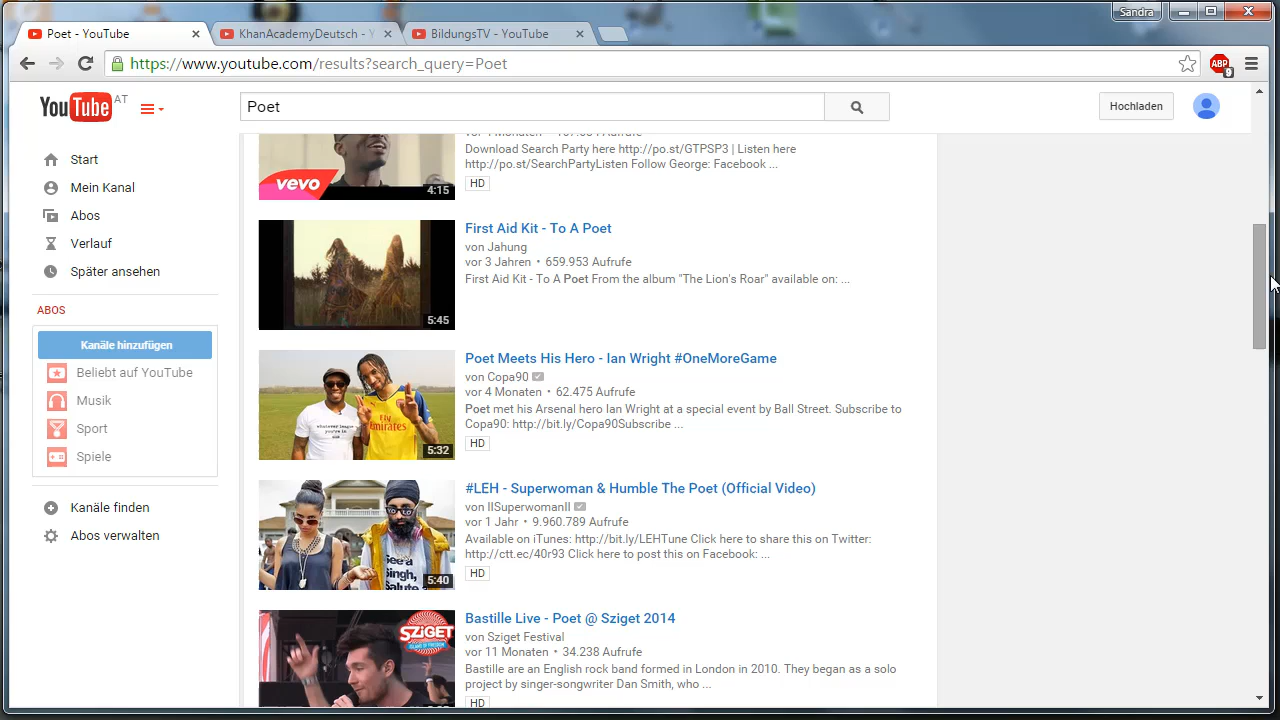 Sandra
Poet - YouTube
KhanAcademyDeutsch - Y
BildungsTV - YouTube
https://www.youtube.com/results?search_query=Poet
ABP
9
YouTube AT
Poet
Hochladen
Start
Mein Kanal
Abos
Verlauf
Später ansehen
ABOS
Kanäle hinzufügen
Beliebt auf YouTube
Musik
Sport
Spiele
Kanäle finden
Abos verwalten
vevo
4:15
Download Search Party here http://po.st/GTPSP3 | Listen here
http://po.st/SearchPartyListen Follow George: Facebook ...
HD
5:45
First Aid Kit - To A Poet
von Jahung
vor 3 Jahren • 659.953 Aufrufe
First Aid Kit - To A Poet From the album "The Lion's Roar" available on: ...
Fly
Emirates
5:32
Poet Meets His Hero - Ian Wright #OneMoreGame
von Copa90
vor 4 Monaten • 62.475 Aufrufe
Poet met his Arsenal hero Ian Wright at a special event by Ball Street. Subscribe to
Copa90: http://bit.ly/Copa90Subscribe ...
HD
See a
Singh,
Salute
5:40
#LEH - Superwoman & Humble The Poet (Official Video)
von IISuperwomanII
vor 1 Jahr • 9.960.789 Aufrufe
Available on iTunes: http://bit.ly/LEHTune Click here to share this on Twitter:
http://ctt.ec/40r93 Click here to post this on Facebook: ...
HD
SZIGET
Bastille Live - Poet @ Sziget 2014
von Sziget Festival
vor 11 Monaten • 34.238 Aufrufe
Bastille are an English rock band formed in London in 2010. They began as a solo
project by singer-songwriter Dan Smith, who ...
HD